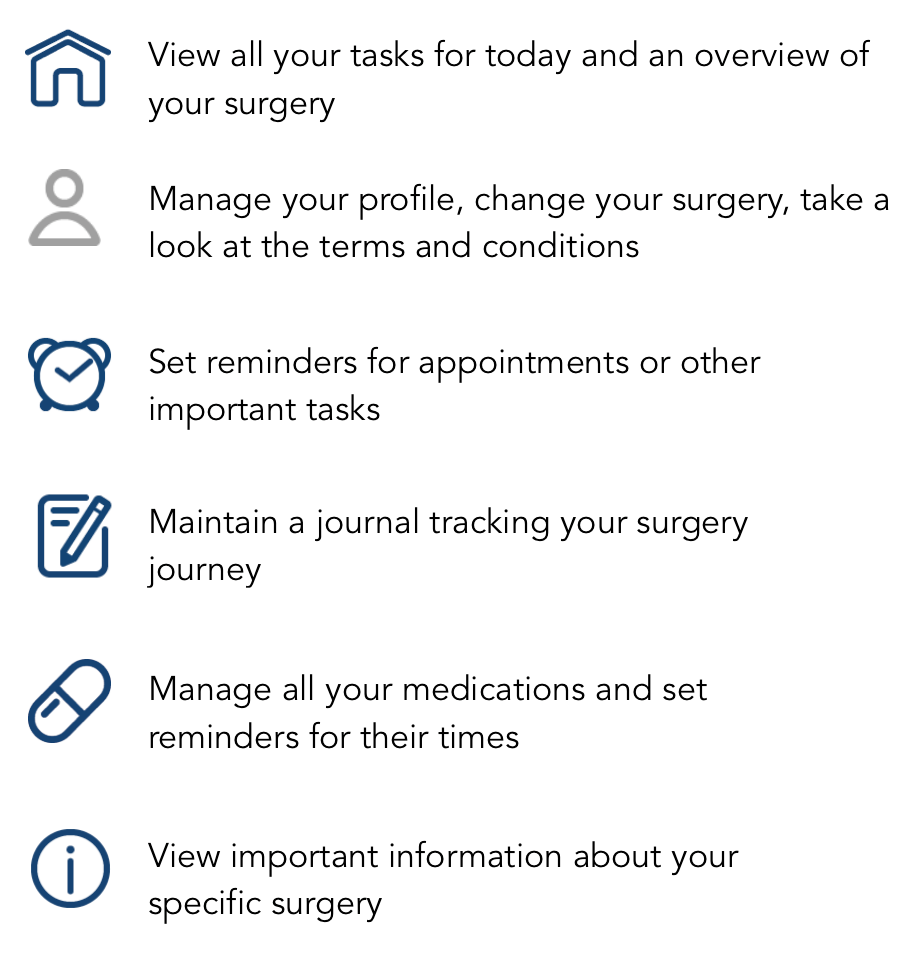 View all your tasks for today and an overview of
your surgery
Manage your profile, change your surgery, take a
look at the terms and conditions
Set reminders for appointments or other
important tasks
Maintain a journal tracking your surgery
journey
Manage all your medications and set
reminders for their times
View important information about your
specific surgery